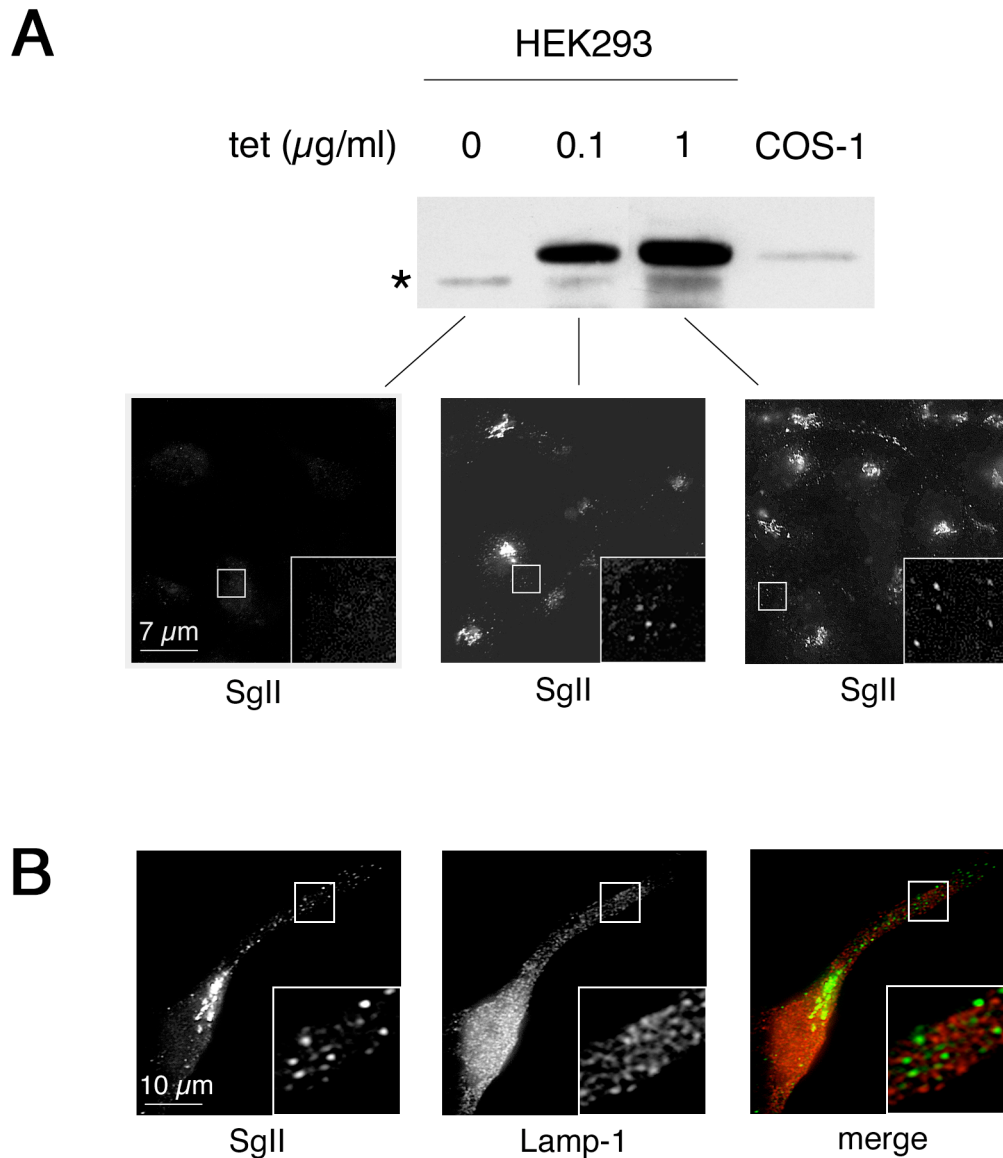 A
HEK293
tet (µg/ml) 0 0.1 1 COS-1
*
7 µm
SgII SgII SgII
B
10 µm
SgII Lamp-1 merge